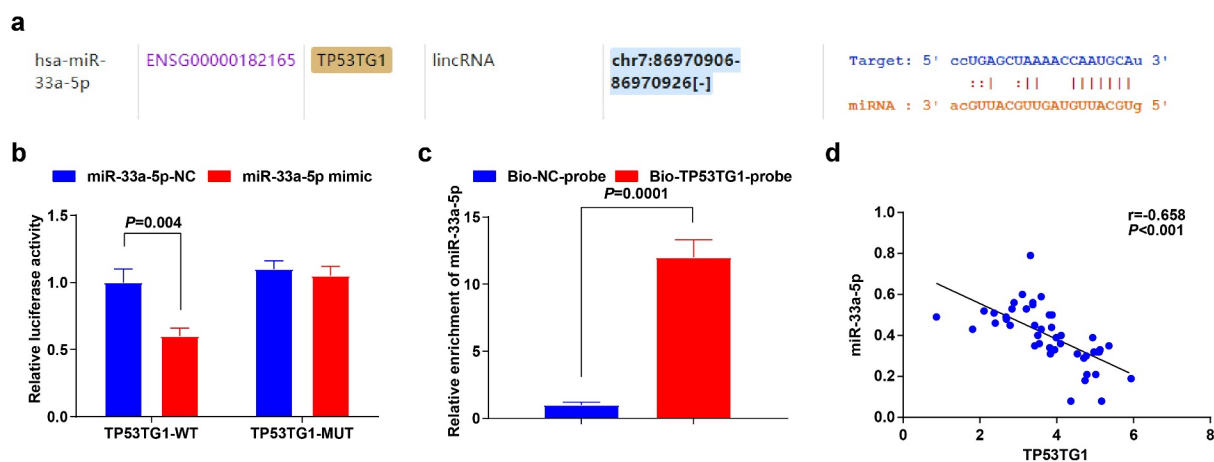 a
hsa-miR-33a-5p ENSG00000182165 TP53TG1 lincRNA chr7:86970906-86970926[-]
Target: 5' ccUGAGCUAAAACCAAUGCAu 3'
::| :|| |||||||
miRNA : 3' acGUUACGUUGAUGUUACGUg 5'
b
miR-33a-5p-NC miR-33a-5p mimic
Relative luciferase activity
1.5
1.0
0.5
0.0
P=0.004
TP53TG1-WT TP53TG1-MUT
c
Bio-NC-probe Bio-TP53TG1-probe
P=0.0001
Relative enrichment of miR-33a-5p
15
10
5
0
d
r=-0.658
P<0.001
miR-33a-5p
1.0
0.8
0.6
0.4
0.2
0.0
0 2 4 6 8
TP53TG1